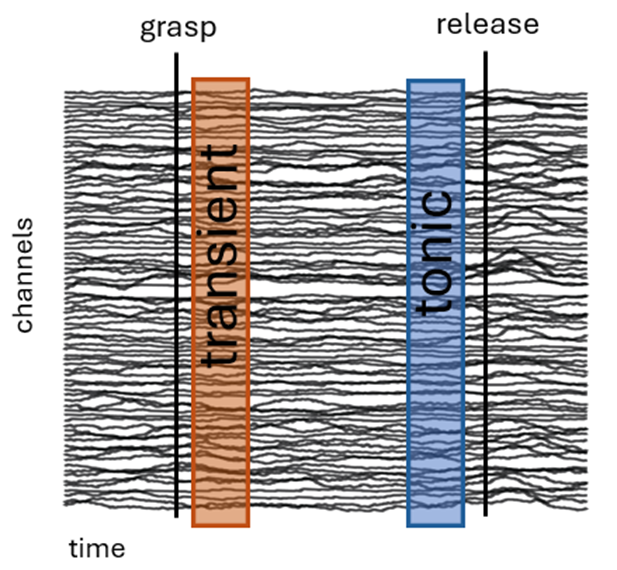 grasp
release
transient
tonic
channels
time